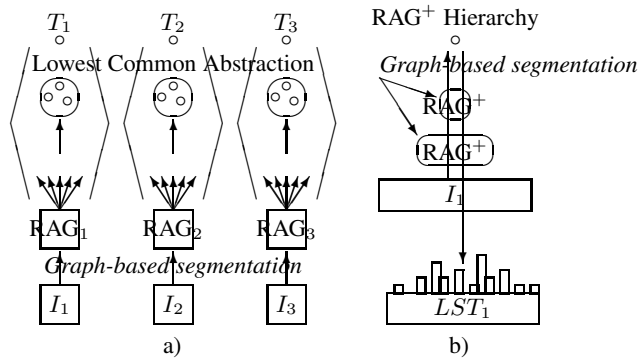 T1 T2 T3
Lowest Common Abstraction
RAG1 RAG2 RAG3
Graph-based segmentation
I1 I2 I3
a)
RAG+ Hierarchy
Graph-based segmentation
RAG+
RAG+
I1
LST1
b)